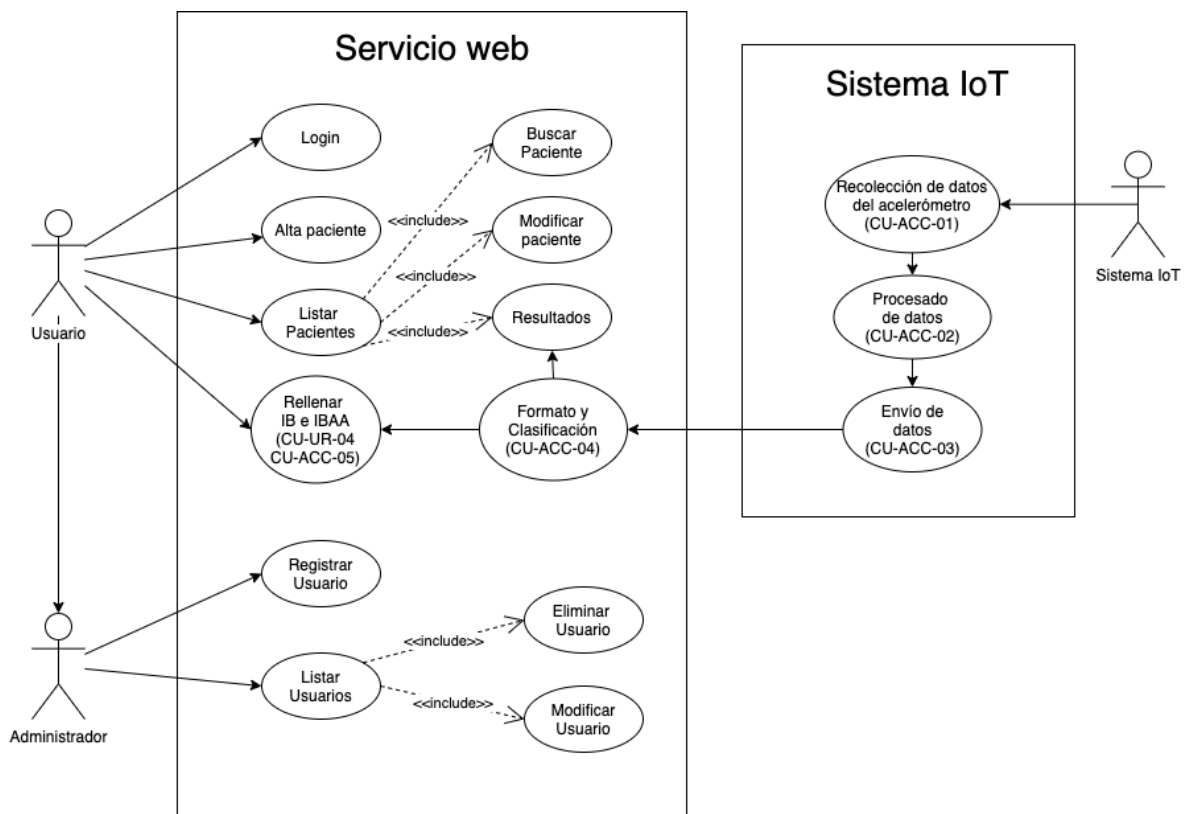 Servicio web
Login
Alta paciente
Listar
Pacientes
Rellenar
IB e IBAA
(CU-UR-04
CU-ACC-05)
<<include>>
<<include>>
<<include>>
Buscar
Paciente
Modificar
paciente
Resultados
Formato y
Clasificación
(CU-ACC-04)
Usuario
Registrar
Usuario
Listar
Usuarios
<<include>>
<<include>>
Eliminar
Usuario
Modificar
Usuario
Administrador
Sistema IoT
Recolección de datos
del acelerómetro
(CU-ACC-01)
Procesado
de datos
(CU-ACC-02)
Envío de
datos
(CU-ACC-03)
Sistema IoT